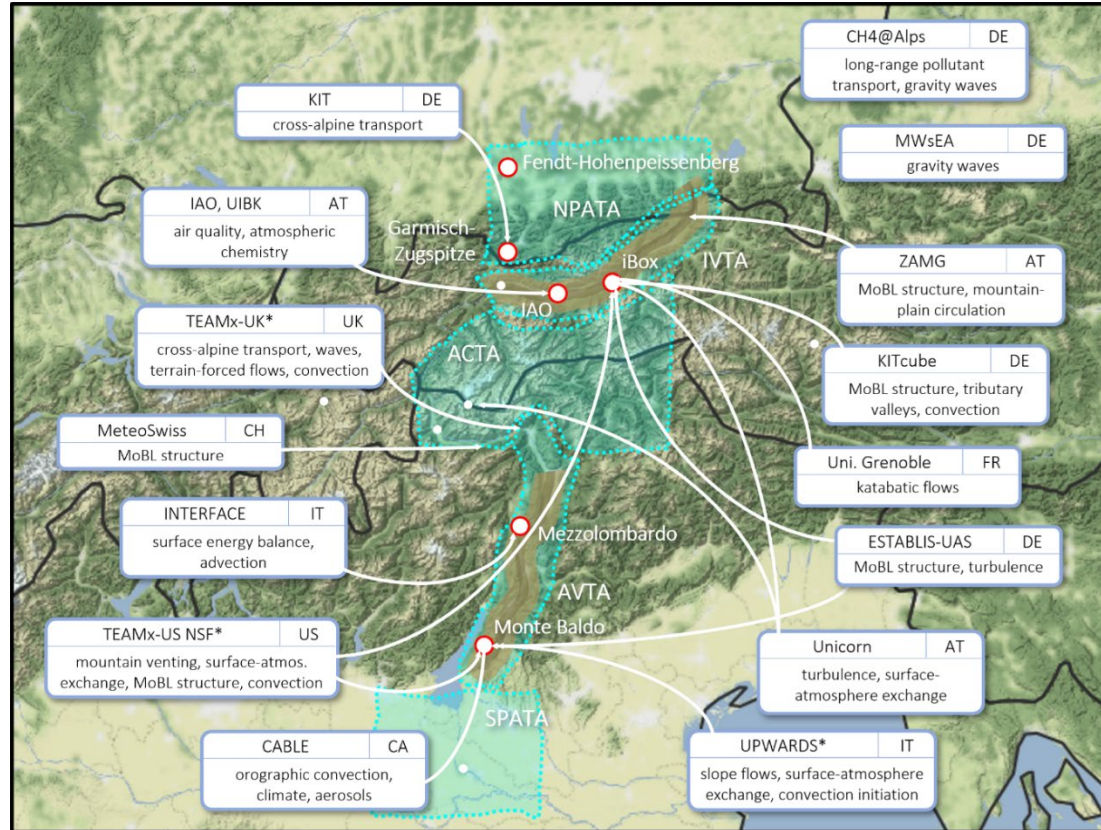 CH4@Alps DE
long-range pollutant
transport, gravity waves
KIT DE
cross-alpine transport
MWsEA DE
gravity waves
Fendt-Hohenpeissenberg
IAO, UIBK AT
air quality, atmospheric
chemistry
NPATA
Garmisch-
Zugspitze
iBox
IVTA
ZAMG AT
MoBL structure, mountain-
plain circulation
IAO
TEAMx-UK* UK
cross-alpine transport, waves,
terrain-forced flows, convection
ACTA
KITcube DE
MoBL structure, tributary
valleys, convection
MeteoSwiss CH
MoBL structure
Uni. Grenoble FR
katabatic flows
INTERFACE IT
surface energy balance,
advection
Mezzolombardo
ESTABLIS-UAS DE
MoBL structure, turbulence
AVTA
Monte Baldo
TEAMx-US NSF* US
mountain venting, surface-atmos.
exchange, MoBL structure, convection
Unicorn AT
turbulence, surface-
atmosphere exchange
SPATA
CABLE CA
orographic convection,
climate, aerosols
UPWARDS* IT
slope flows, surface-atmosphere
exchange, convection initiation